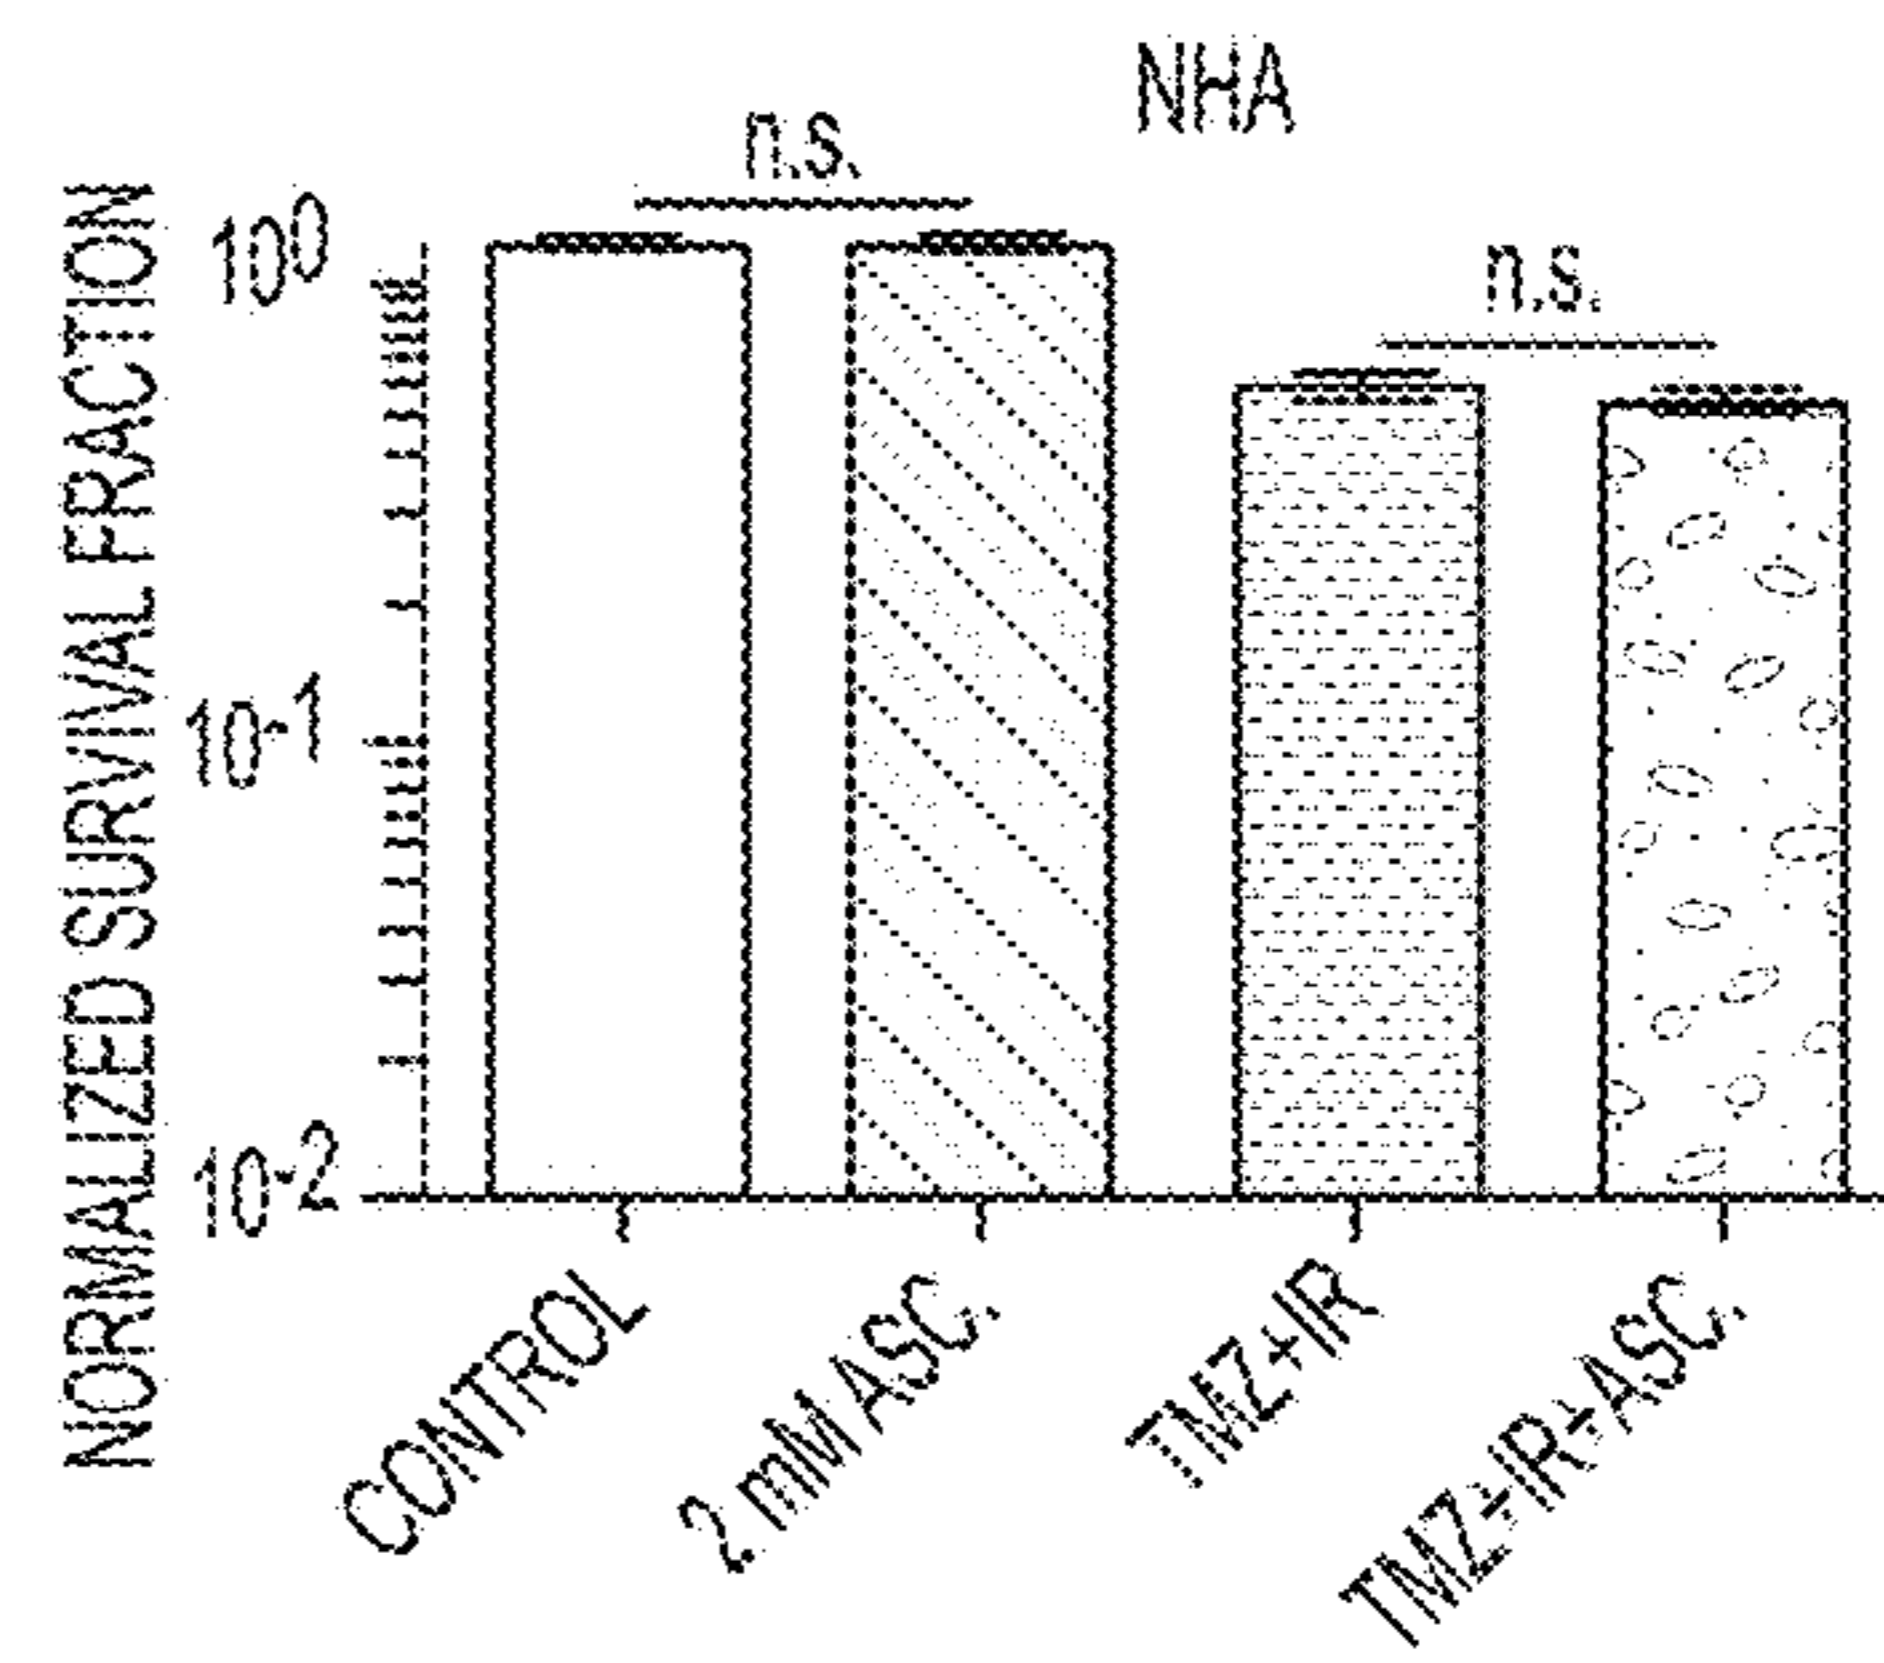 NHA
n.s.
n.s.
NORMALIZED SURVIVAL FRACTION
10⁰
10⁻¹
10⁻²
CONTROL
2 mM ASC.
TMZ+IR
TMZ+IR+ASC.